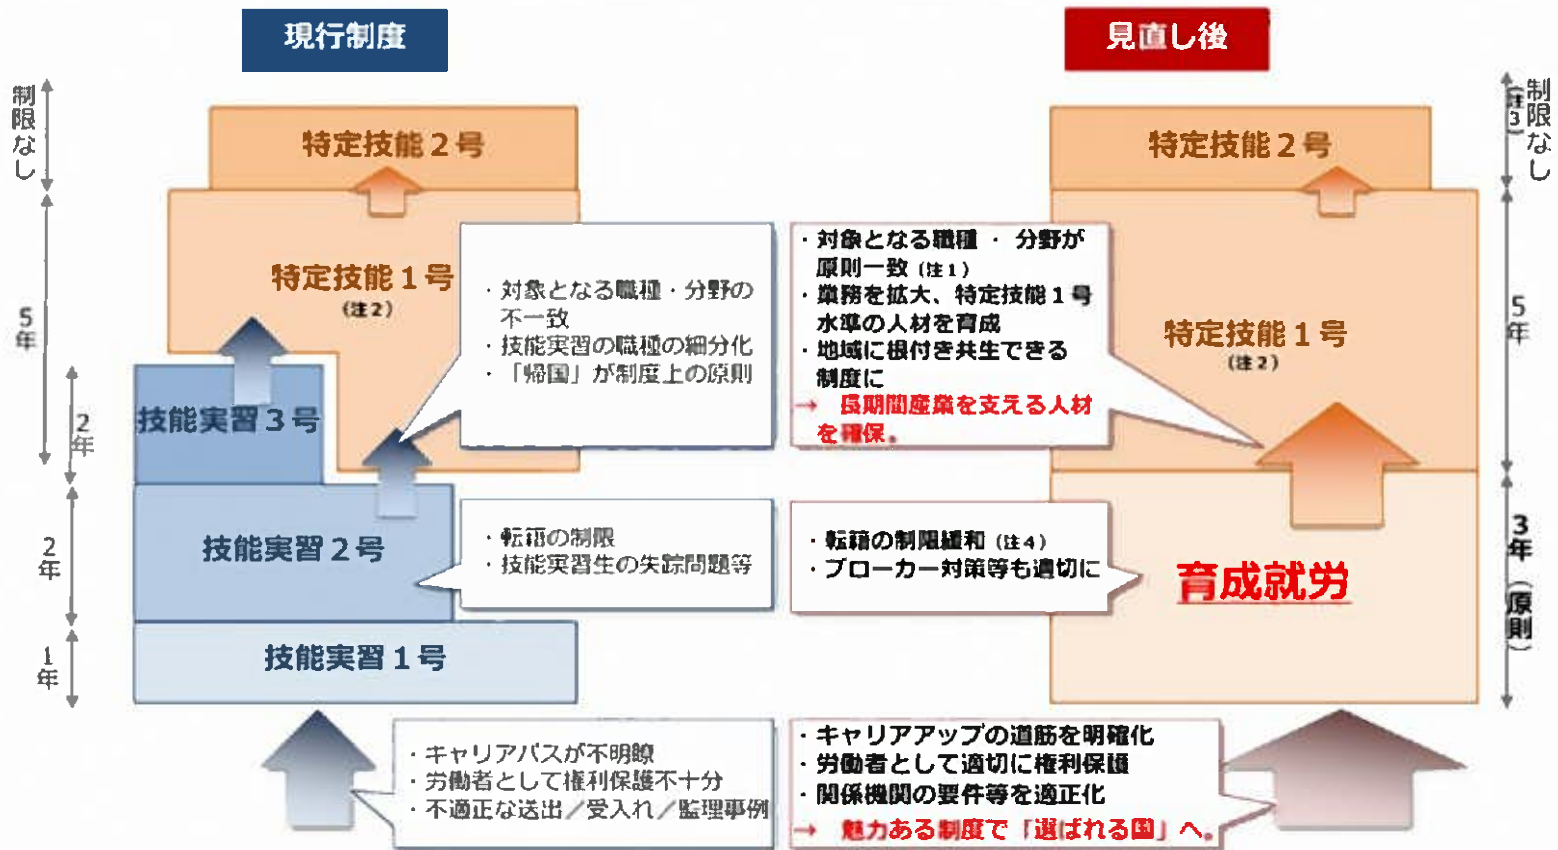 現行制度
見直し後
制限なし
5年
2年
2年
1年
特定技能2号
特定技能1号
(注2)
技能実習3号
技能実習2号
技能実習1号
・対象となる職種・分野の
不一致
・技能実習の職種の細分化
・「帰国」が制度上の原則
・転籍の制限
・技能実習生の失踪問題等
・キャリアパスが不明瞭
・労働者として権利保護不十分
・不適正な送出/受入れ/監理事例
・対象となる職種・分野が
原則一致(注1)
・業務を拡大、特定技能1号
水準の人材を育成
・地域に根付き共生できる
制度に
→ 長期間産業を支える人材
を確保。
・転籍の制限緩和(注4)
・ブローカー対策等も適切に
・キャリアアップの道筋を明確化
・労働者として適切に権利保護
・関係機関の要件等を適正化
→ 魅力ある制度で「選ばれる国」へ。
特定技能2号
特定技能1号
(注2)
育成就労
制限なし
(注3)
5年
3年(原則)